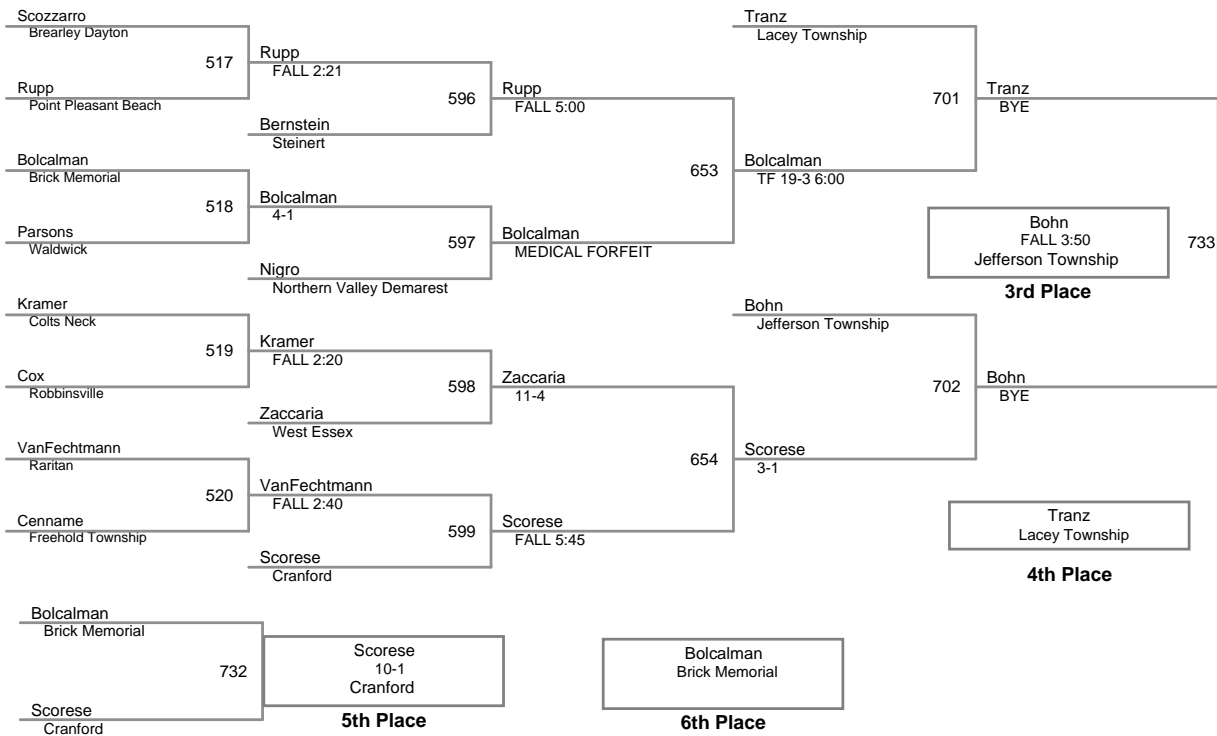 Scozzarro
Brearley Dayton
517
Rupp
Point Pleasant Beach
Rupp
FALL 2:21
596
Bernstein
Steinert
Rupp
FALL 5:00
Bolcalman
Brick Memorial
518
Parsons
Waldwick
Bolcalman
4-1
597
Nigro
Northern Valley Demarest
Bolcalman
MEDICAL FORFEIT
653
Kramer
Colts Neck
519
Cox
Robbinsville
Kramer
FALL 2:20
598
Zaccaria
West Essex
Zaccaria
11-4
VanFechtmann
Raritan
520
Cenname
Freehold Township
VanFechtmann
FALL 2:40
599
Scorese
Cranford
Scorese
FALL 5:45
654
Tranz
Lacey Township
701
Bolcalman
TF 19-3 6:00
Tranz
BYE
Bohn
FALL 3:50
Jefferson Township
3rd Place
733
Bohn
Jefferson Township
702
Scorese
3-1
Bohn
BYE
Tranz
Lacey Township
4th Place
Bolcalman
Brick Memorial
732
Scorese
Cranford
Scorese
10-1
Cranford
5th Place
Bolcalman
Brick Memorial
6th Place